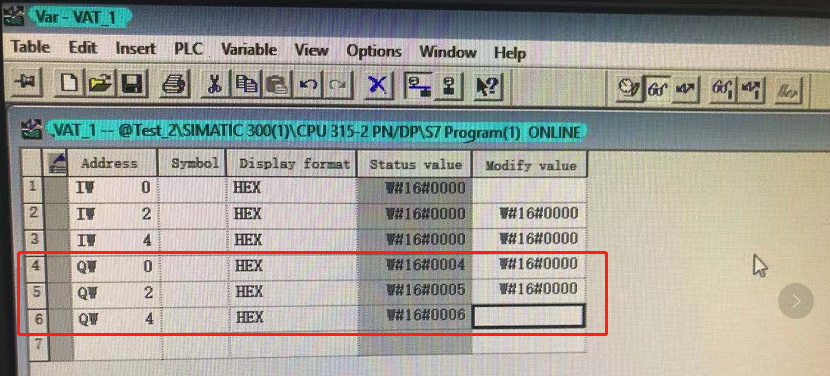 Var - VAT_1
Table Edit Insert PLC Variable View Options Window Help
VAT_1 -- @Test_2\SIMATIC 300(1)\CPU 315-2 PN/DP\S7 Program(1) ONLINE
Address Symbol Display format Status value Modify value
1 IW 0 HEX W#16#0000
2 IW 2 HEX W#16#0000 W#16#0000
3 IW 4 HEX W#16#0000 W#16#0000
4 QW 0 HEX W#16#0004 W#16#0000
5 QW 2 HEX W#16#0005 W#16#0000
6 QW 4 HEX W#16#0006
7